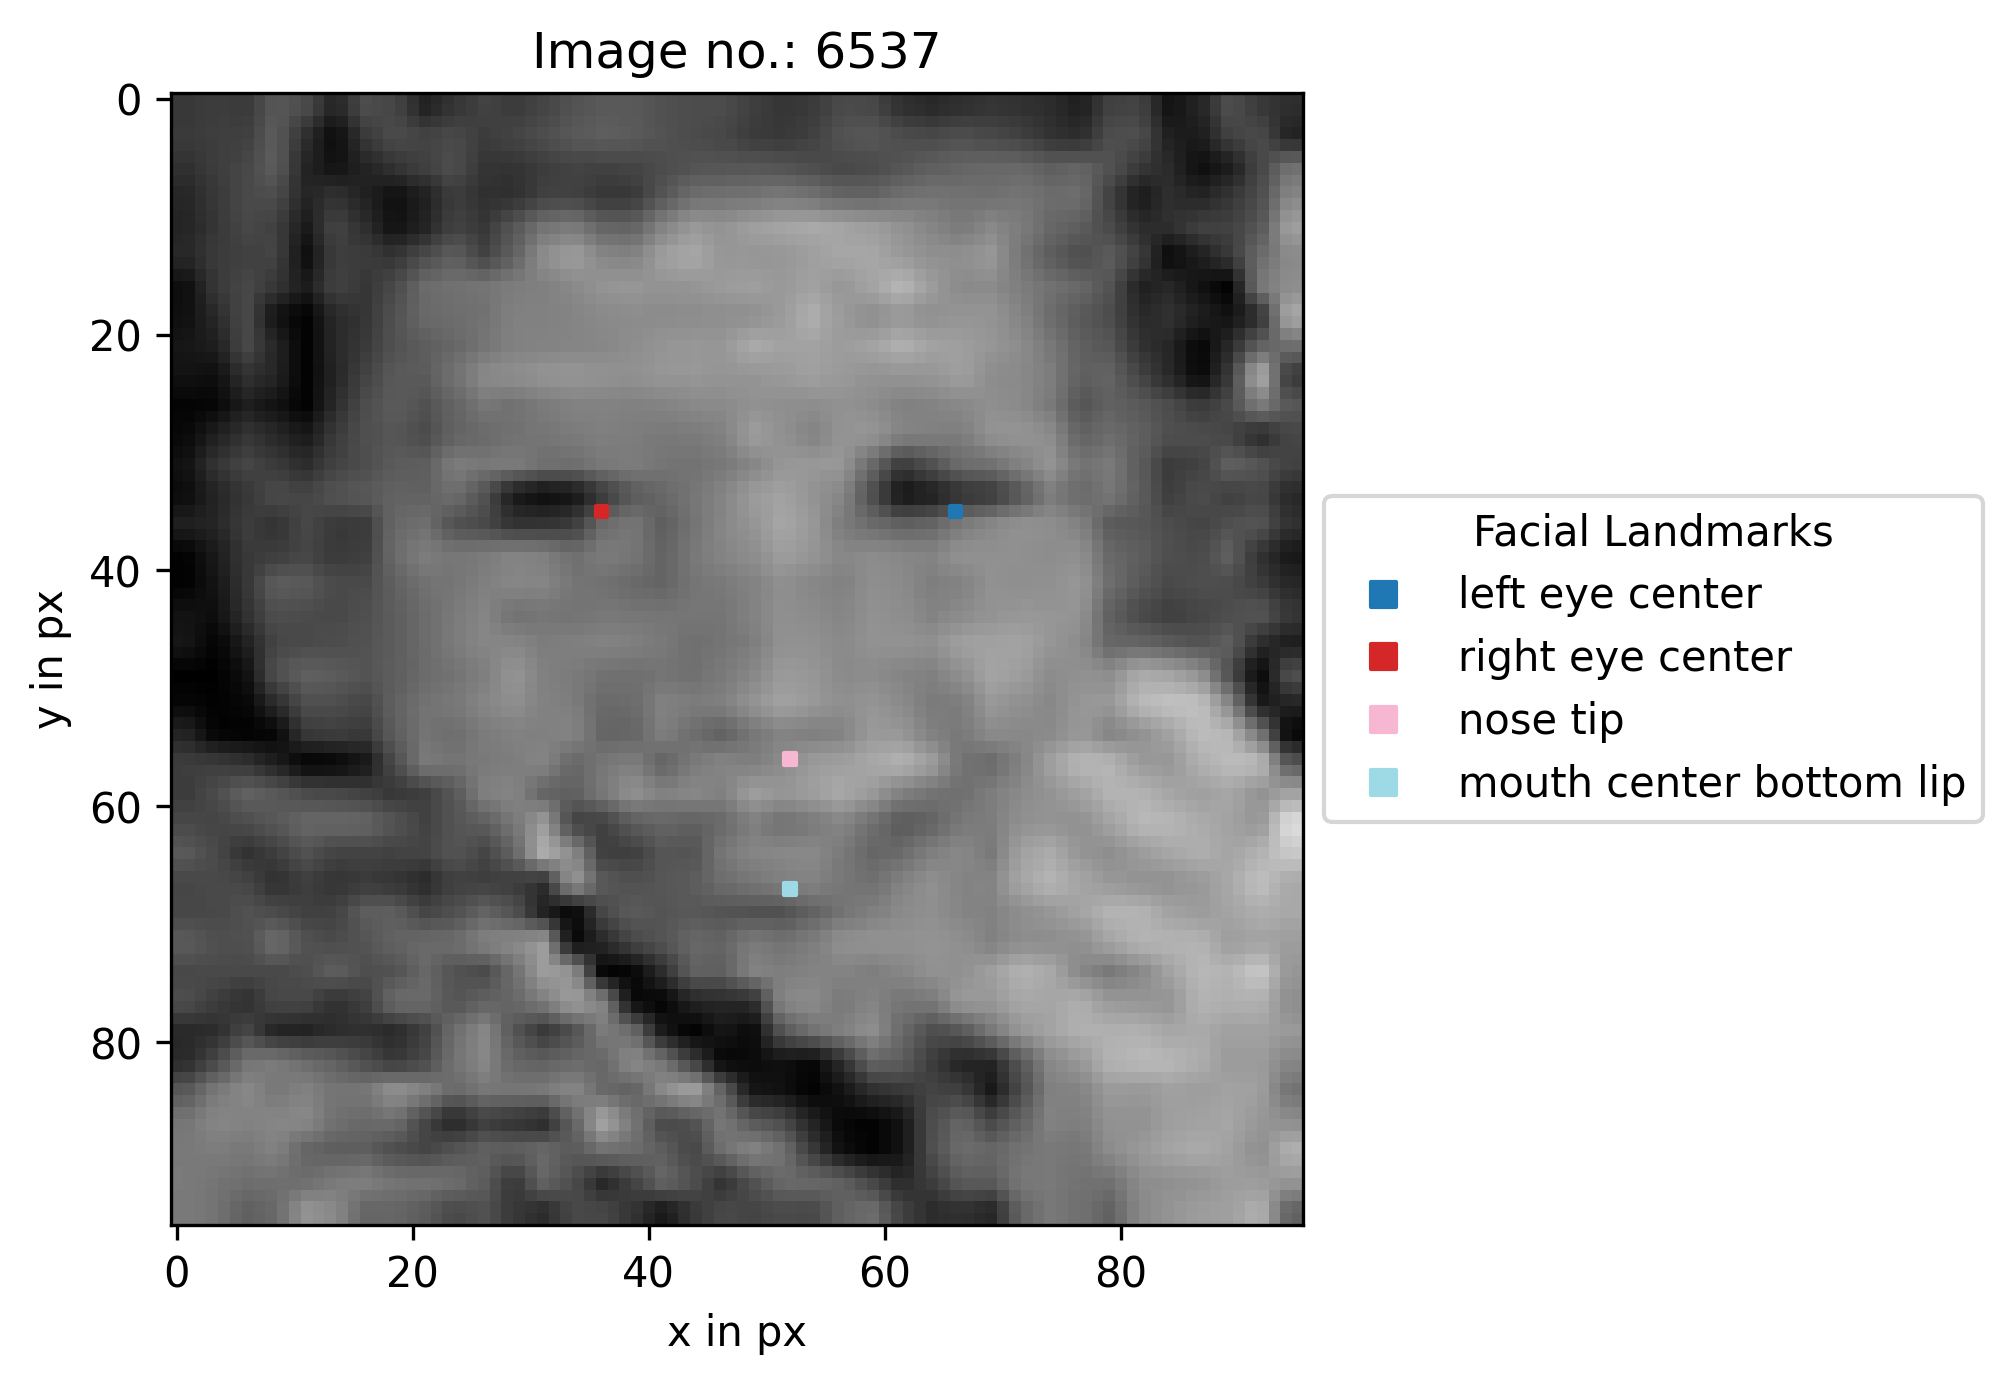 Image no.: 6537
0
20
40
60
80
y in px
0 20 40 60 80
x in px
Facial Landmarks
left eye center
right eye center
nose tip
mouth center bottom lip